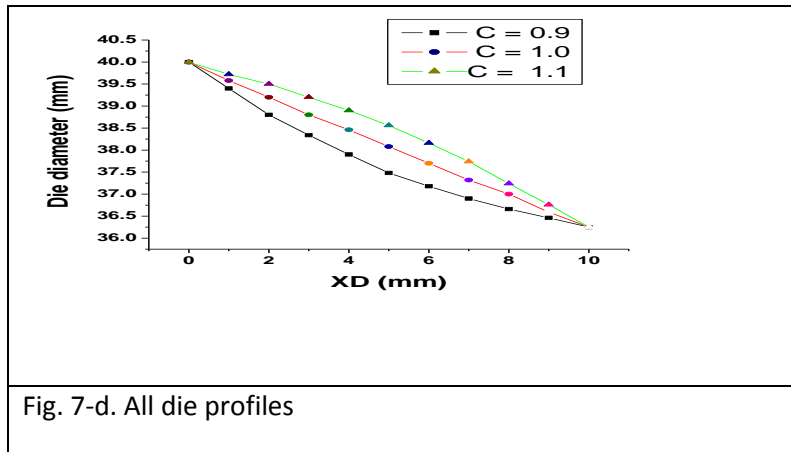 C = 0.9
C = 1.0
C = 1.1
40.5
40.0
39.5
39.0
38.5
38.0
37.5
37.0
36.5
36.0
Die diameter (mm)
0 2 4 6 8 10
XD (mm)
Fig. 7-d. All die profiles